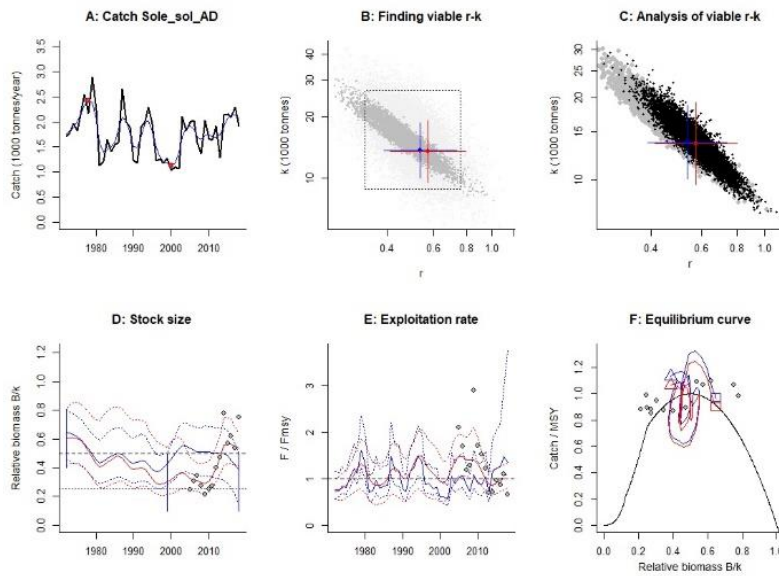 A: Catch Sole_sol_AD
Catch (1000 tonnes/year)
0.0 0.5 1.0 1.5 2.0 2.5 3.0 3.5
1980 1990 2000 2010
B: Finding viable r-k
k (1000 tonnes)
10 20 30 40
0.4 0.6 0.8 1.0
r
C: Analysis of viable r-k
k (1000 tonnes)
10 15 20 25 30
0.4 0.6 0.8 1.0
r
D: Stock size
Relative biomass B/k
0.0 0.2 0.4 0.6 0.8 1.0 1.2
1980 1990 2000 2010
E: Exploitation rate
F / Fmsy
0 1 2 3
1980 1990 2000 2010
F: Equilibrium curve
Catch / MSY
0.0 0.2 0.4 0.6 0.8 1.0 1.2
0.0 0.2 0.4 0.6 0.8 1.0
Relative biomass B/k